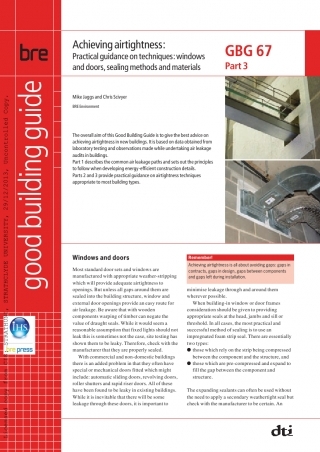 bre
good building guide
STRATHCLYDE UNIVERSITY, 29/11/2013, Uncontrolled Copy,
IHS
brepress
Achieving airtightness:
Practical guidance on techniques: windows
and doors, sealing methods and materials
GBG 67
Part 3
Mike Jaggs and Chris Scivyer
BRE Environment
The overall aim of this Good Building Guide is to give the best advice on
achieving airtightness in new buildings. It is based on data obtained from
laboratory testing and observations made while undertaking air leakage
audits in buildings.
Part 1 describes the common air leakage paths and sets out the principles
to follow when developing energy-efficient construction details.
Parts 2 and 3 provide practical guidance on airtightness techniques
appropriate to most building types.
Windows and doors
Most standard door sets and windows are
manufactured with appropriate weather-stripping
which will provide adequate airtightness to
openings. But unless all gaps around them are
sealed into the building structure, window and
external door openings provide an easy route for
air leakage. Be aware that with wooden
components warping of timber can negate the
value of draught seals. While it would seem a
reasonable assumption that fixed lights should not
leak this is sometimes not the case, site testing has
shown them to be leaky. Therefore, check with the
manufacturer that they are properly sealed.
With commercial and non-domestic buildings
there is an added problem in that they often have
special or mechanised doors fitted which might
include: automatic sliding doors, revolving doors,
roller shutters and rapid-rise doors. All of these
have been found to be leaky in existing buildings.
While it is inevitable that there will be some
leakage through these doors, it is important to
Remember!
Achieving airtightness is all about avoiding gaps: gaps in
contracts, gaps in design, gaps between components
and gaps left during installation.
minimise leakage through and around them
wherever possible.
When building-in window or door frames
consideration should be given to providing
appropriate seals at the head, jambs and sill or
threshold. In all cases, the most practical and
successful method of sealing is to use an
impregnated foam strip seal. There are essentially
two types:
● those which rely on the strip being compressed
between the component and the structure, and
● those which are pre-compressed and expand to
fill the gap between the component and
structure.
The expanding sealants can often be used without
the need to apply a secondary weathertight seal but
check with the manufacturer to be certain. An
dti